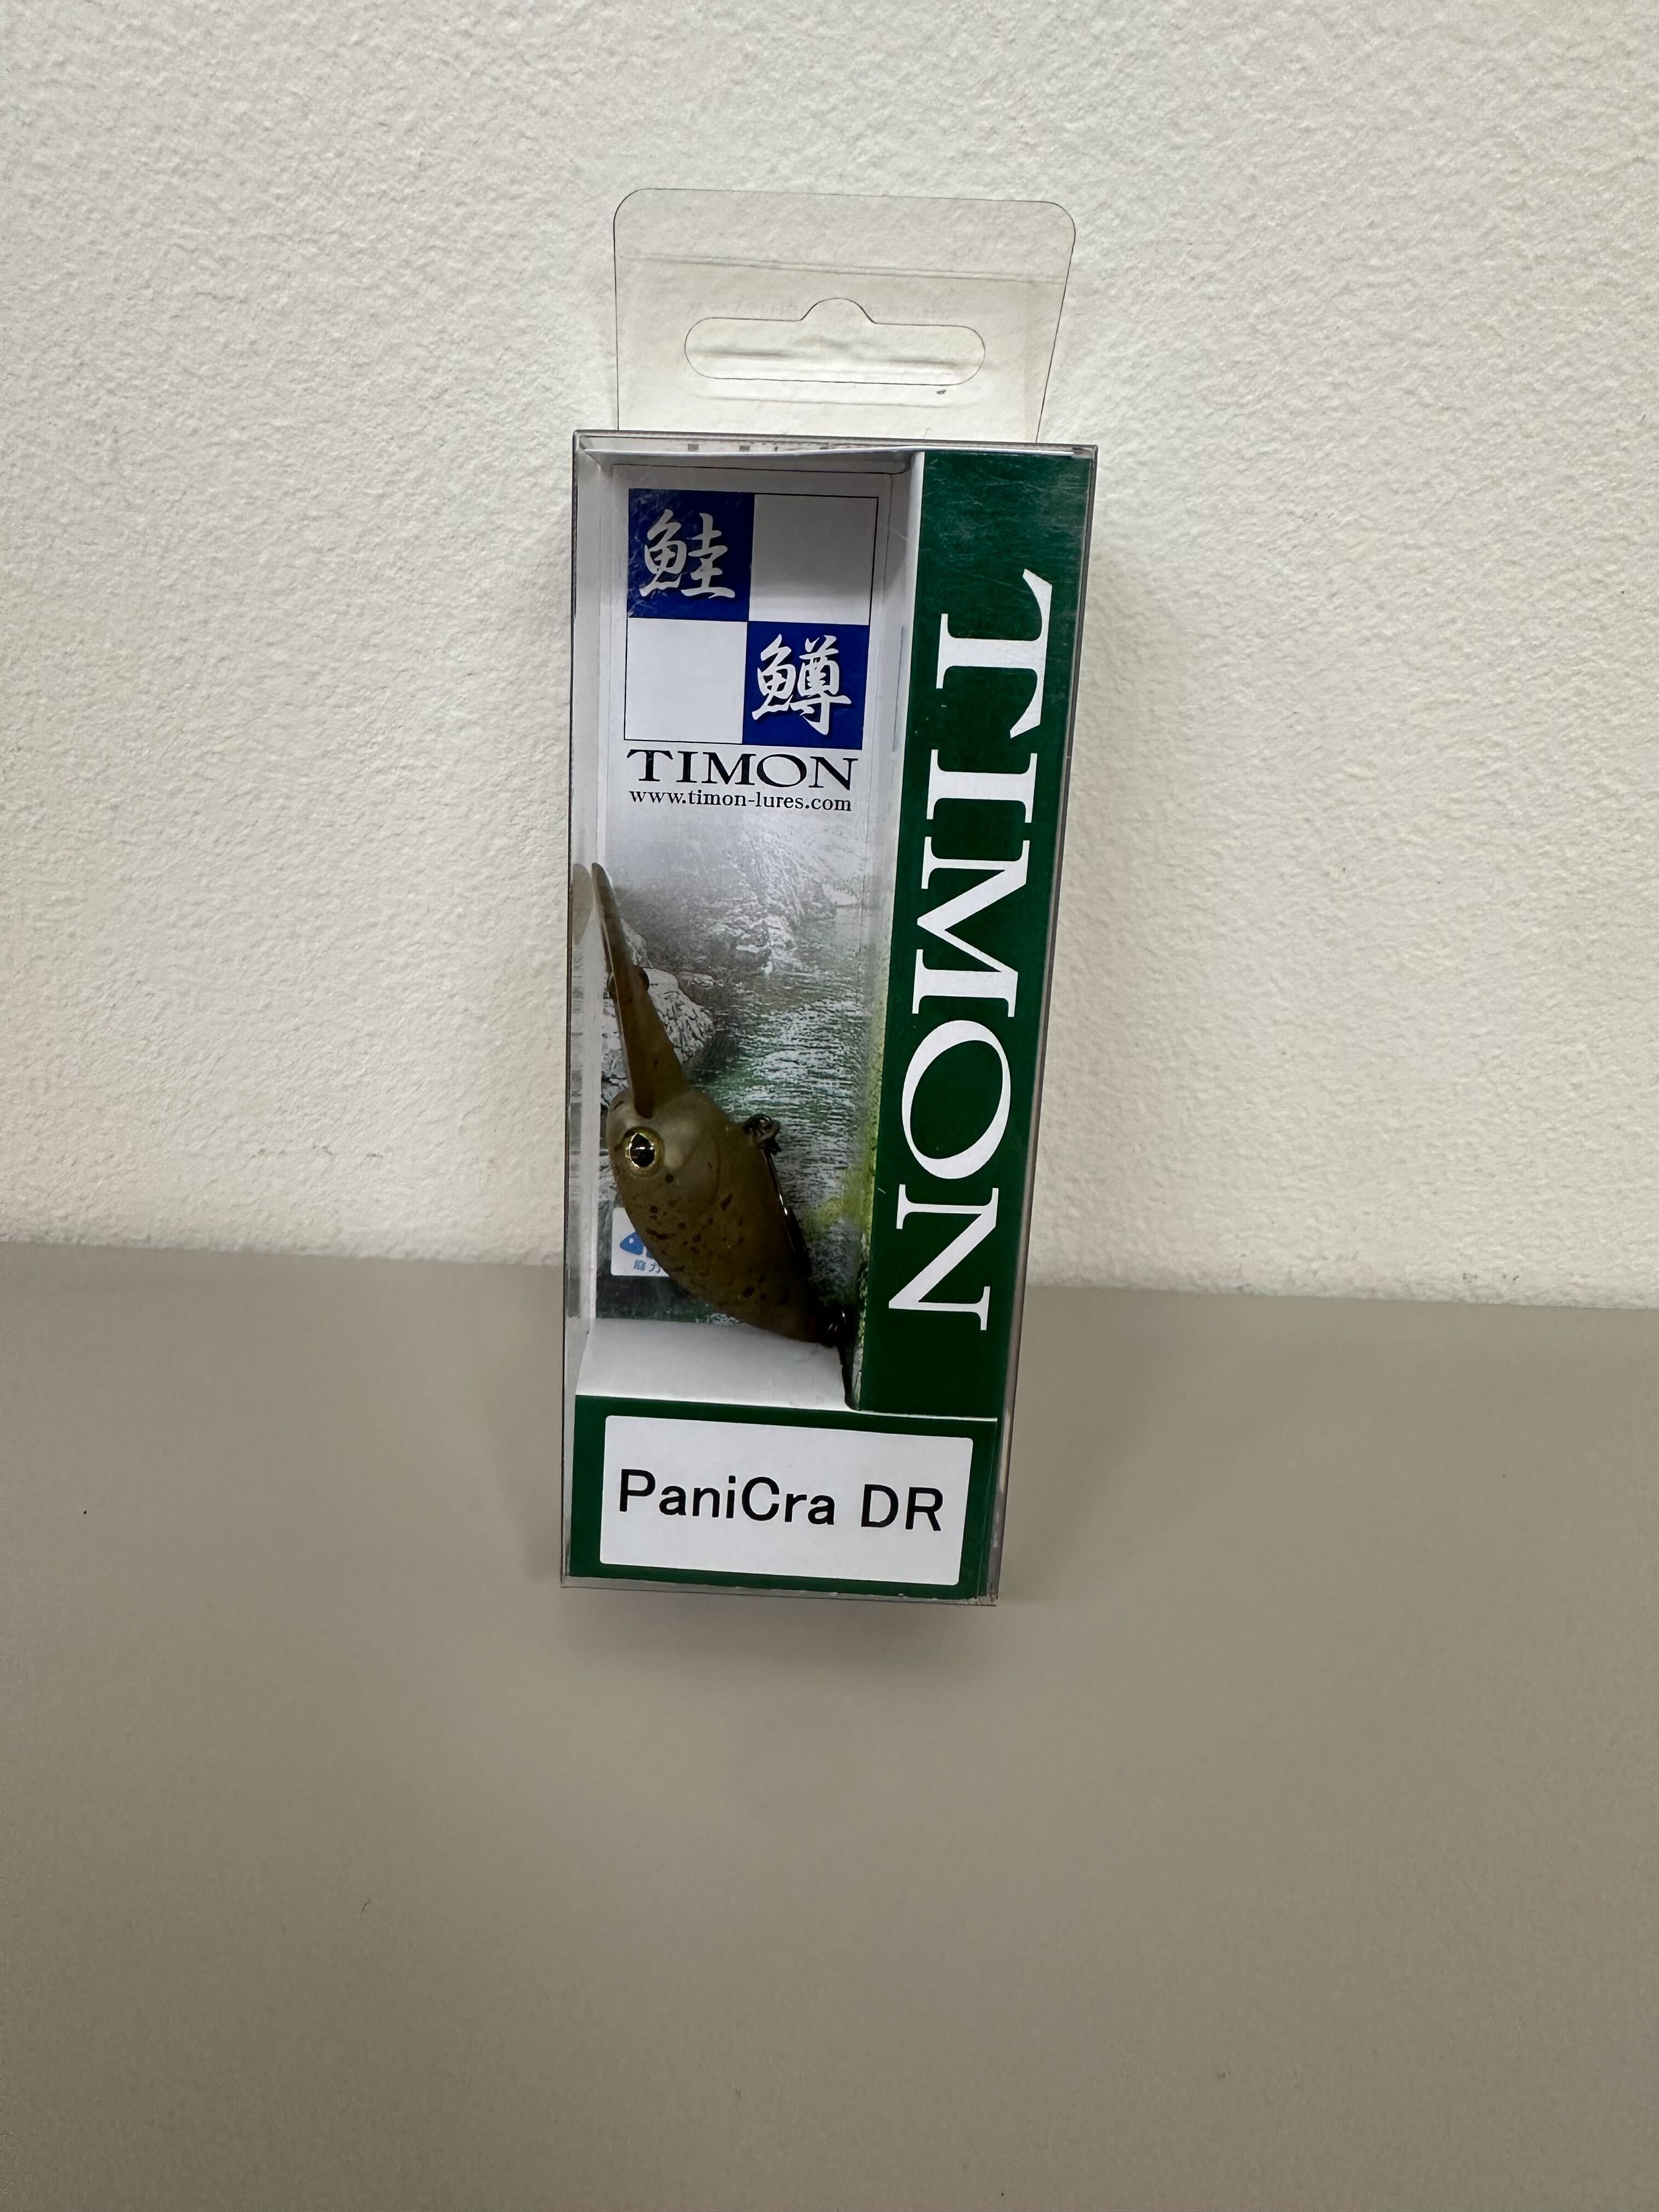 鮭
鱒
TIMON
www.timon-lures.com
TIMON
PaniCra DR